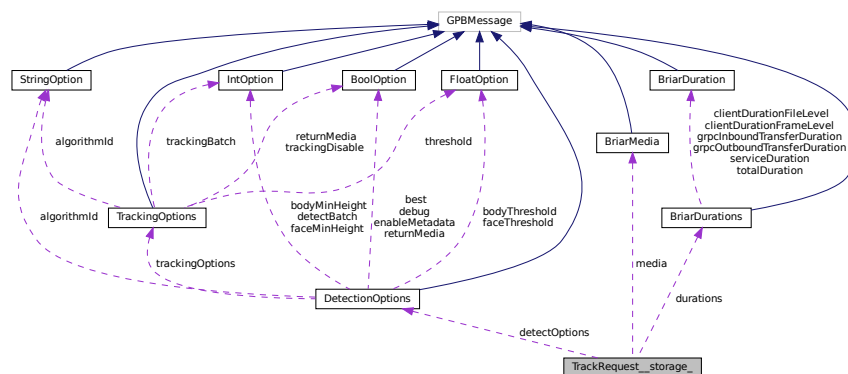 GPBMessage
StringOption
IntOption
BoolOption
FloatOption
BriarDuration
clientDurationFileLevel
clientDurationFrameLevel
grpcInboundTransferDuration
grpcOutboundTransferDuration
serviceDuration
totalDuration
algorithmId
trackingBatch
returnMedia
trackingDisable
threshold
BriarMedia
algorithmId
TrackingOptions
bodyMinHeight
detectBatch
faceMinHeight
best
debug
enableMetadata
returnMedia
bodyThreshold
faceThreshold
BriarDurations
trackingOptions
media
DetectionOptions
durations
detectOptions
TrackRequest__storage_